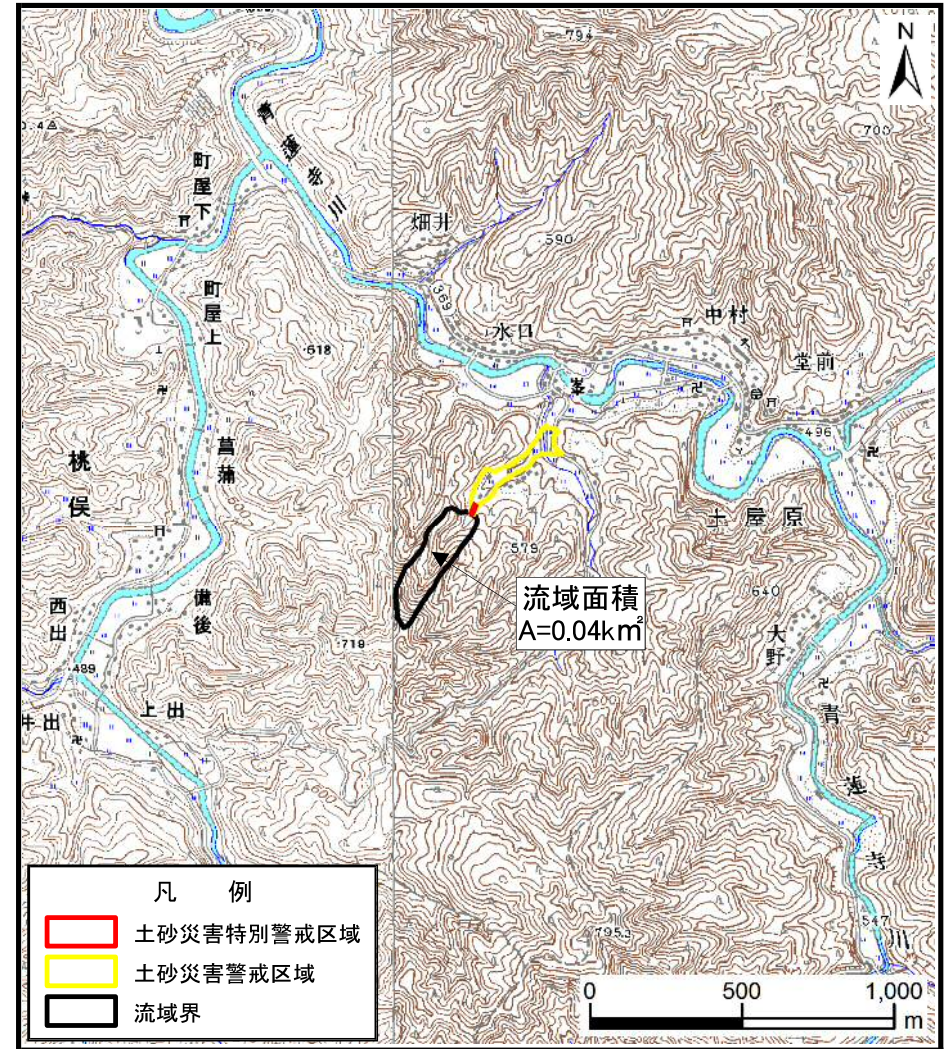 N
794
700
青蓮寺川
町屋下
畑井
590
369
町屋上
中村
水口
618
堂前
峯
496
菖蒲
桃俣
土屋原
579
流域面積
A=0.04km²
640
備後
西出
大野
718
489
上出
井出
青蓮寺川
547
795.3
凡 例
土砂災害特別警戒区域
土砂災害警戒区域
流域界
0 500 1,000
m